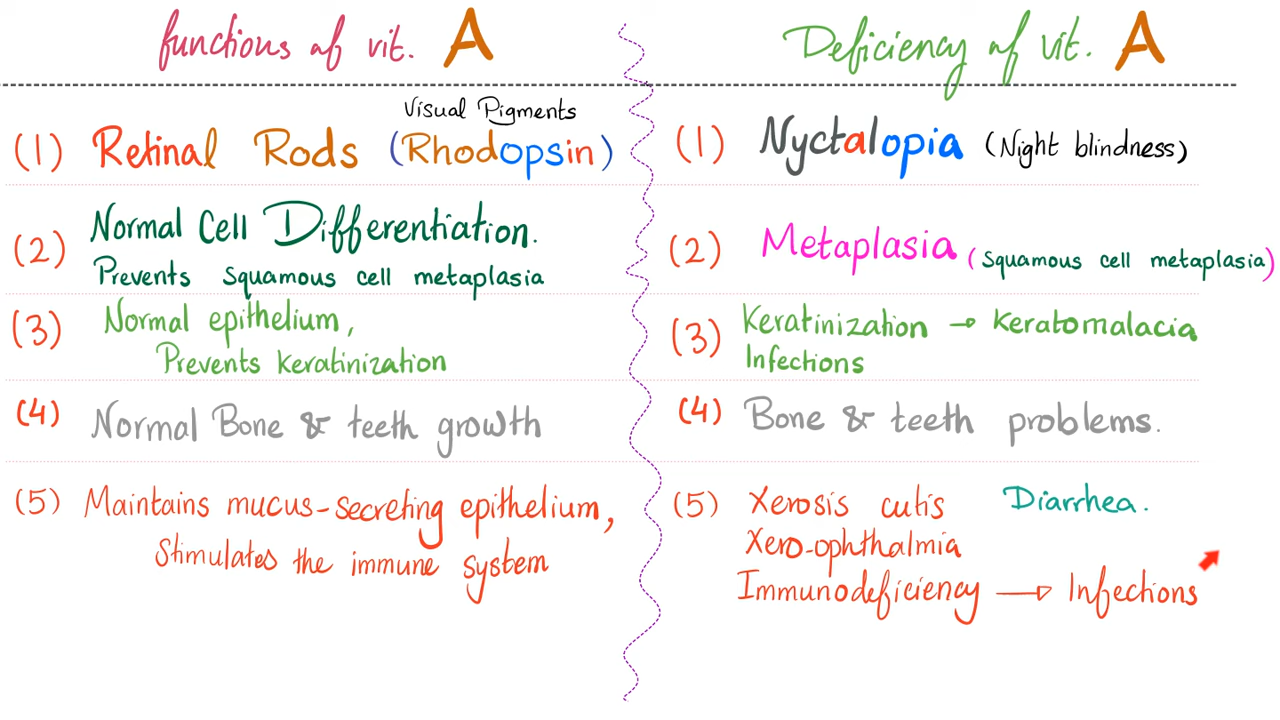 functions of vit. A
Visual Pigments
(1) Retinal Rods (Rhodopsin)
(2) Normal Cell Differentiation.
Prevents squamous cell metaplasia
(3) Normal epithelium,
Prevents keratinization
(4) Normal Bone & teeth growth
(5) Maintains mucus-secreting epithelium,
Stimulates the immune system
Deficiency of vit. A
(1) Nyctalopia (Night blindness)
(2) Metaplasia (squamous cell metaplasia)
(3) Keratinization → Keratomalacia
Infections
(4) Bone & teeth problems.
(5) Xerosis cutis Diarrhea.
Xero-ophthalmia
Immunodeficiency → Infections